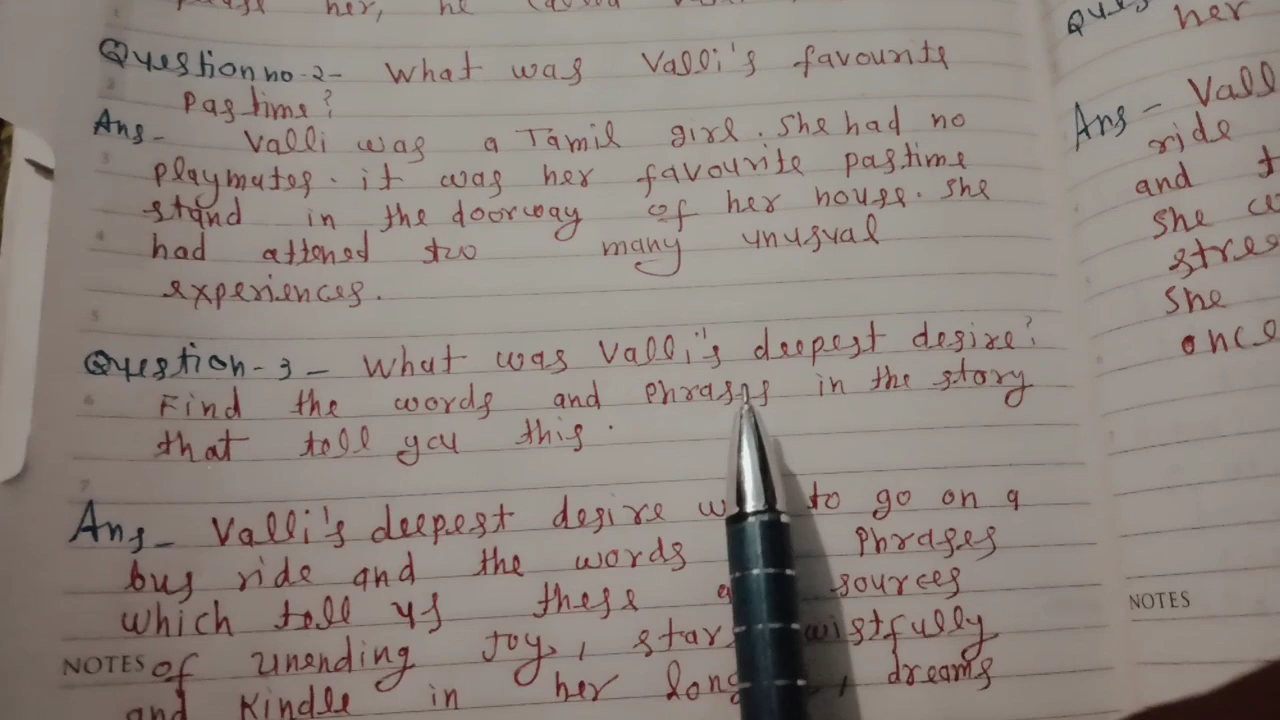 her, he
Question no-2- What was Valli's favourite
pastime?
Ans- Valli was a Tamil girl. She had no
playmates. it was her favourite pastime
stand in the doorway of her house. She
had attened two many unusual
experiences.
Question-3- What was Valli's deepest desire?
Find the words and Phrases in the story
that tell you this.
Ans- Valli's deepest desire to go on a
bus ride and the words Phrases
which tell us these sources
of unending Joy, wistfully
and Kindle in her dreams
NOTES
her
Ans- Vall
ride
and t
She
stree
She
once
NOTES